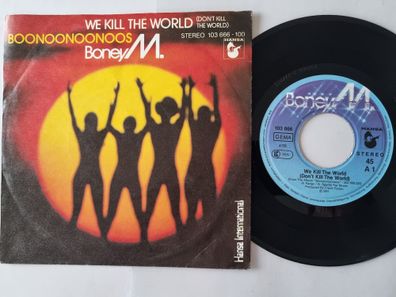 WE KILL THE WORLD (DON'T KILL
THE WORLD)
BOONOONOONOOS STEREO 103 666 - 100
Boney M.
HANSA
Hansa International
Boney M.
HANSA
103 666
GEMA
STEREO
45
A 1
We Kill The World
(Don't Kill The World)